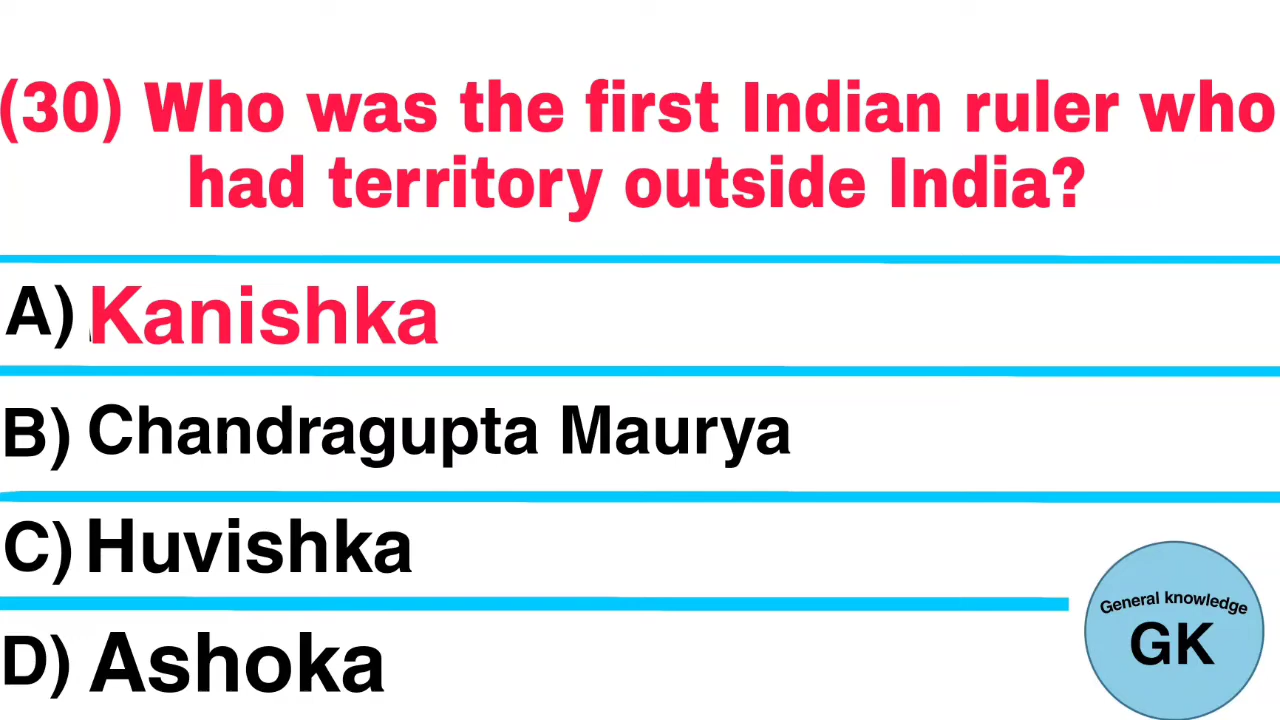 (30) Who was the first Indian ruler who
had territory outside India?
A) Kanishka
B) Chandragupta Maurya
C) Huvishka
D) Ashoka
General knowledge
GK